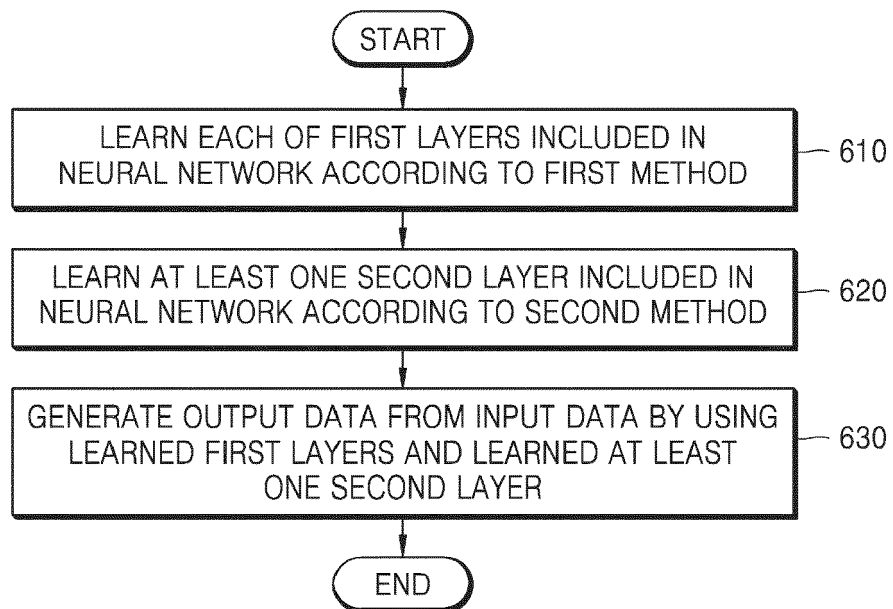 START
LEARN EACH OF FIRST LAYERS INCLUDED IN
NEURAL NETWORK ACCORDING TO FIRST METHOD
610
LEARN AT LEAST ONE SECOND LAYER INCLUDED IN
NEURAL NETWORK ACCORDING TO SECOND METHOD
620
GENERATE OUTPUT DATA FROM INPUT DATA BY USING
LEARNED FIRST LAYERS AND LEARNED AT LEAST
ONE SECOND LAYER
630
END